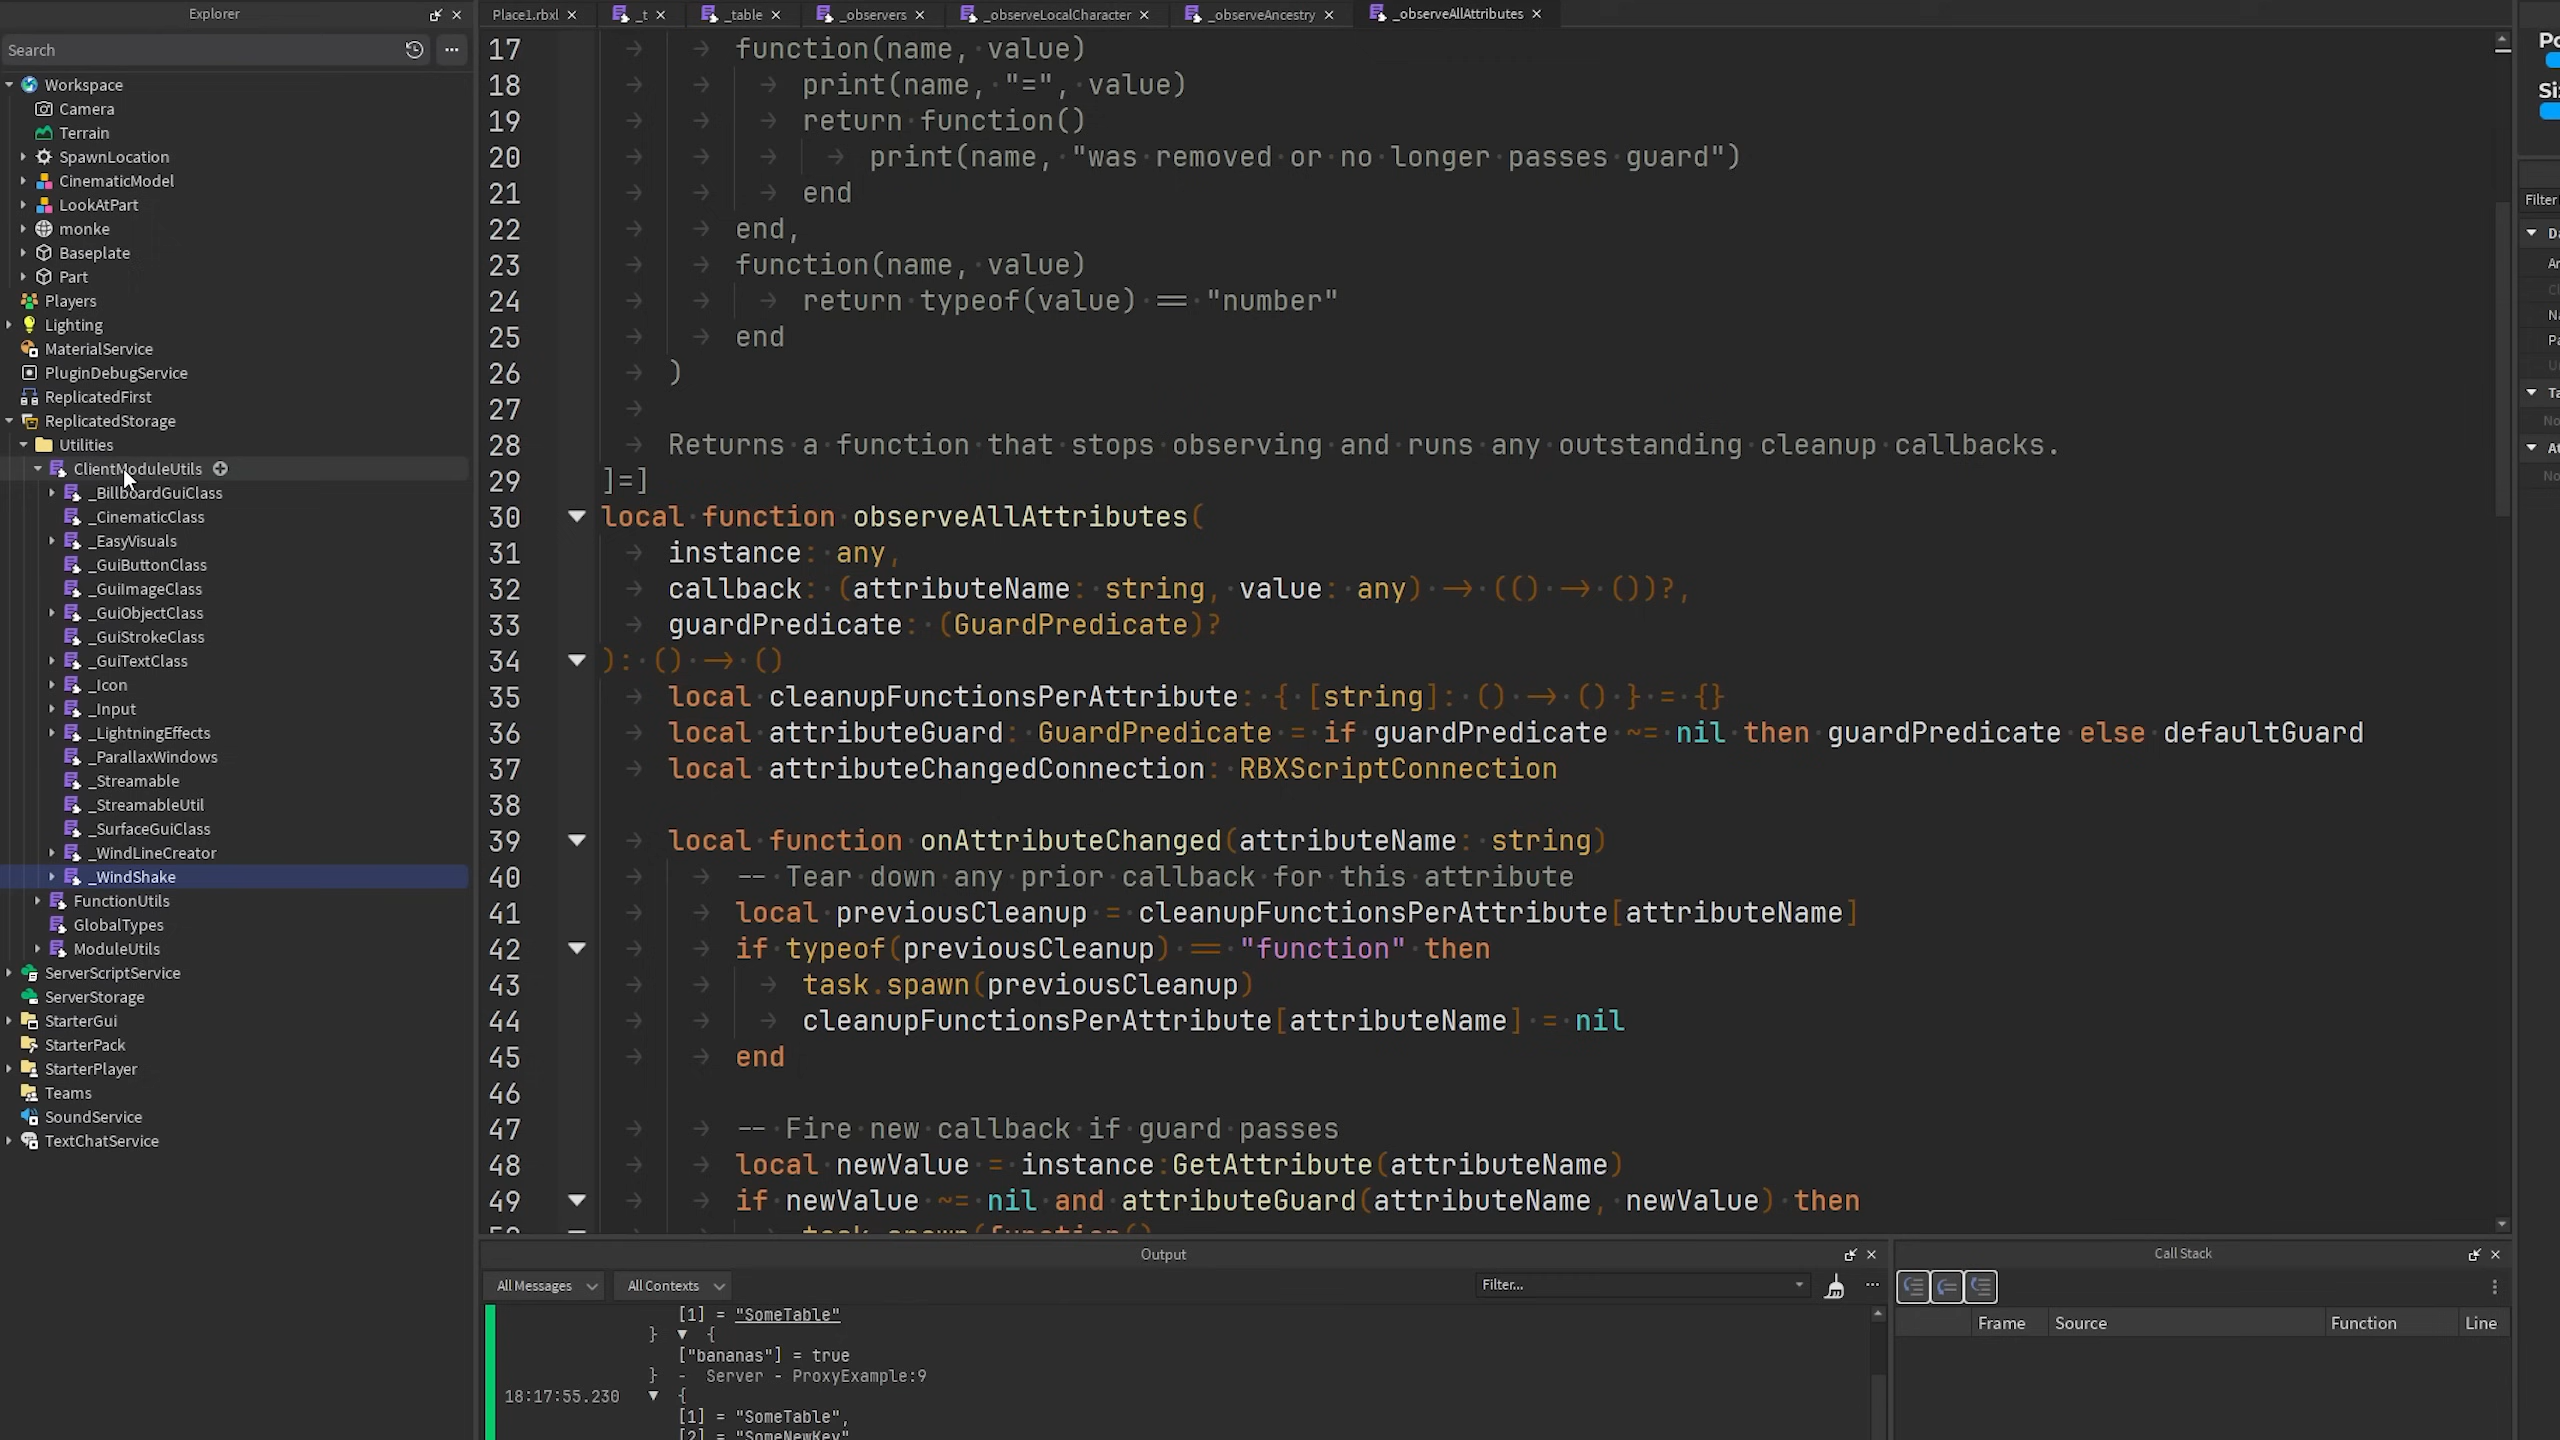 Explorer
Search
Workspace
Camera
Terrain
SpawnLocation
CinematicModel
LookAtPart
monke
Baseplate
Part
Players
Lighting
MaterialService
PluginDebugService
ReplicatedFirst
ReplicatedStorage
Utilities
ClientModuleUtils
_BillboardGuiClass
_CinematicClass
_EasyVisuals
_GuiButtonClass
_GuiImageClass
_GuiObjectClass
_GuiStrokeClass
_GuiTextClass
_Icon
_Input
_LightningEffects
_ParallaxWindows
_Streamable
_StreamableUtil
_SurfaceGuiClass
_WindLineCreator
_WindShake
FunctionUtils
GlobalTypes
ModuleUtils
ServerScriptService
ServerStorage
StarterGui
StarterPack
StarterPlayer
Teams
SoundService
TextChatService
Place1.rbxl _t _table _observers _observeLocalCharacter _observeAncestry _observeAllAttributes
17 function(name, value)
18 print(name, "=", value)
19 return function()
20 print(name, "was removed or no longer passes guard")
21 end
22 end,
23 function(name, value)
24 return typeof(value) == "number"
25 end
26 )
27
28 Returns a function that stops observing and runs any outstanding cleanup callbacks.
29 ]=]
30 local function observeAllAttributes(
31 instance: any,
32 callback: (attributeName: string, value: any) -> (() -> ())?,
33 guardPredicate: (GuardPredicate)?
34 ): () -> ()
35 local cleanupFunctionsPerAttribute: { [string]: () -> () } = {}
36 local attributeGuard: GuardPredicate = if guardPredicate ~= nil then guardPredicate else defaultGuard
37 local attributeChangedConnection: RBXScriptConnection
38
39 local function onAttributeChanged(attributeName: string)
40 -- Tear down any prior callback for this attribute
41 local previousCleanup = cleanupFunctionsPerAttribute[attributeName]
42 if typeof(previousCleanup) == "function" then
43 task.spawn(previousCleanup)
44 cleanupFunctionsPerAttribute[attributeName] = nil
45 end
46
47 -- Fire new callback if guard passes
48 local newValue = instance:GetAttribute(attributeName)
49 if newValue ~= nil and attributeGuard(attributeName, newValue) then
Output
All Messages All Contexts Filter...
[1] = "SomeTable"
} {
["bananas"] = true
} - Server - ProxyExample:9
18:17:55.230 {
[1] = "SomeTable",
[2] = "SomeNewKey"
Call Stack
Frame Source Function Line
Filter